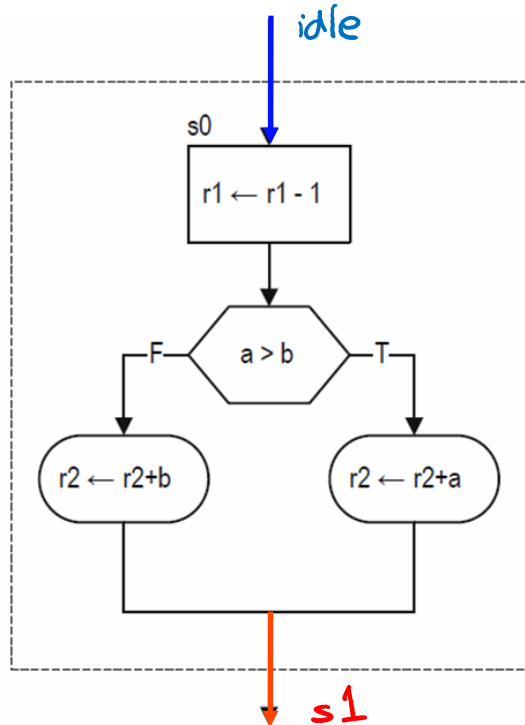 idle
s0
r1 ← r1 - 1
F
a > b
T
r2 ← r2+b
r2 ← r2+a
s1